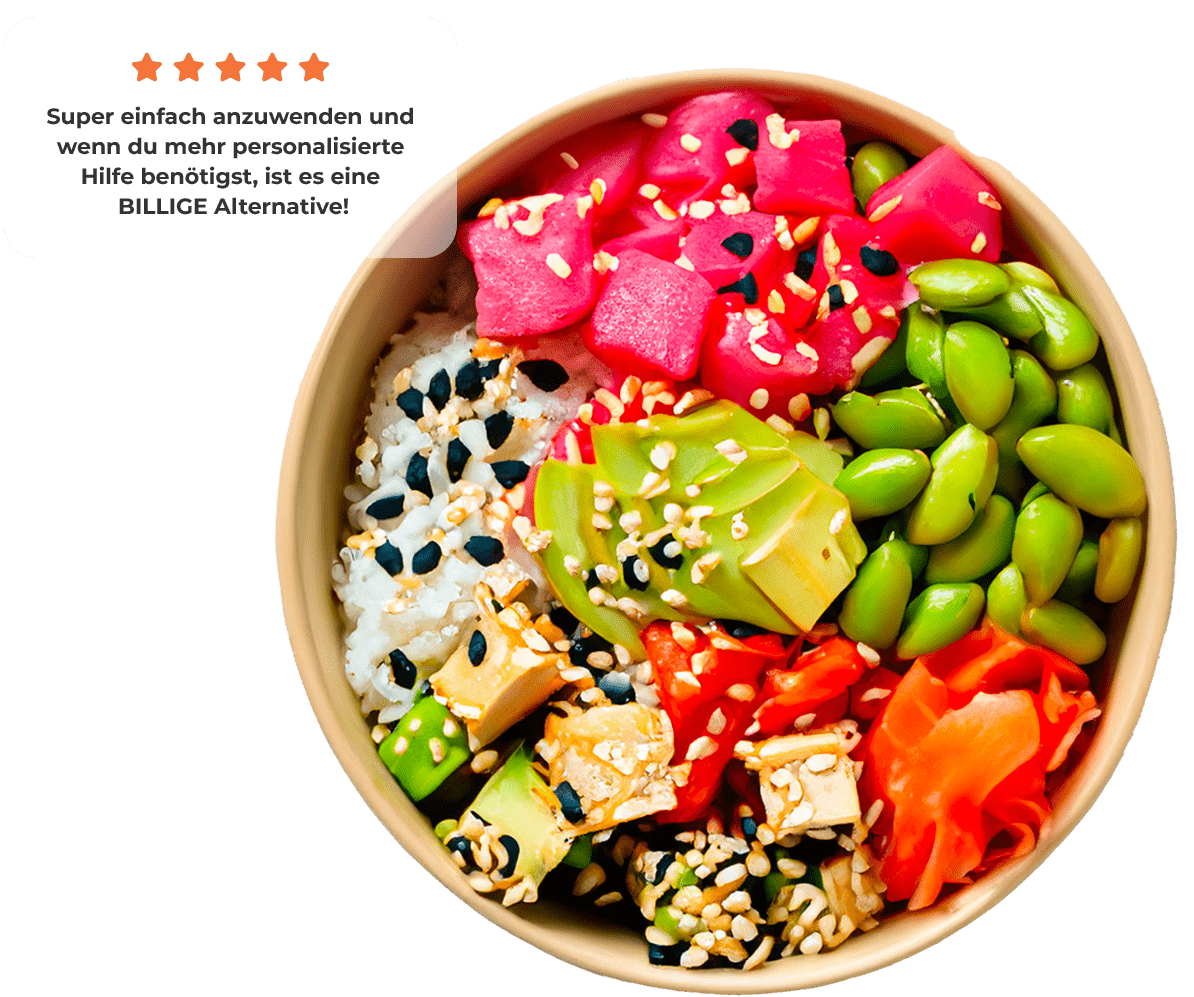 Super einfach anzuwenden und
wenn du mehr personalisierte
Hilfe benötigst, ist es eine
BILLIGE Alternative!